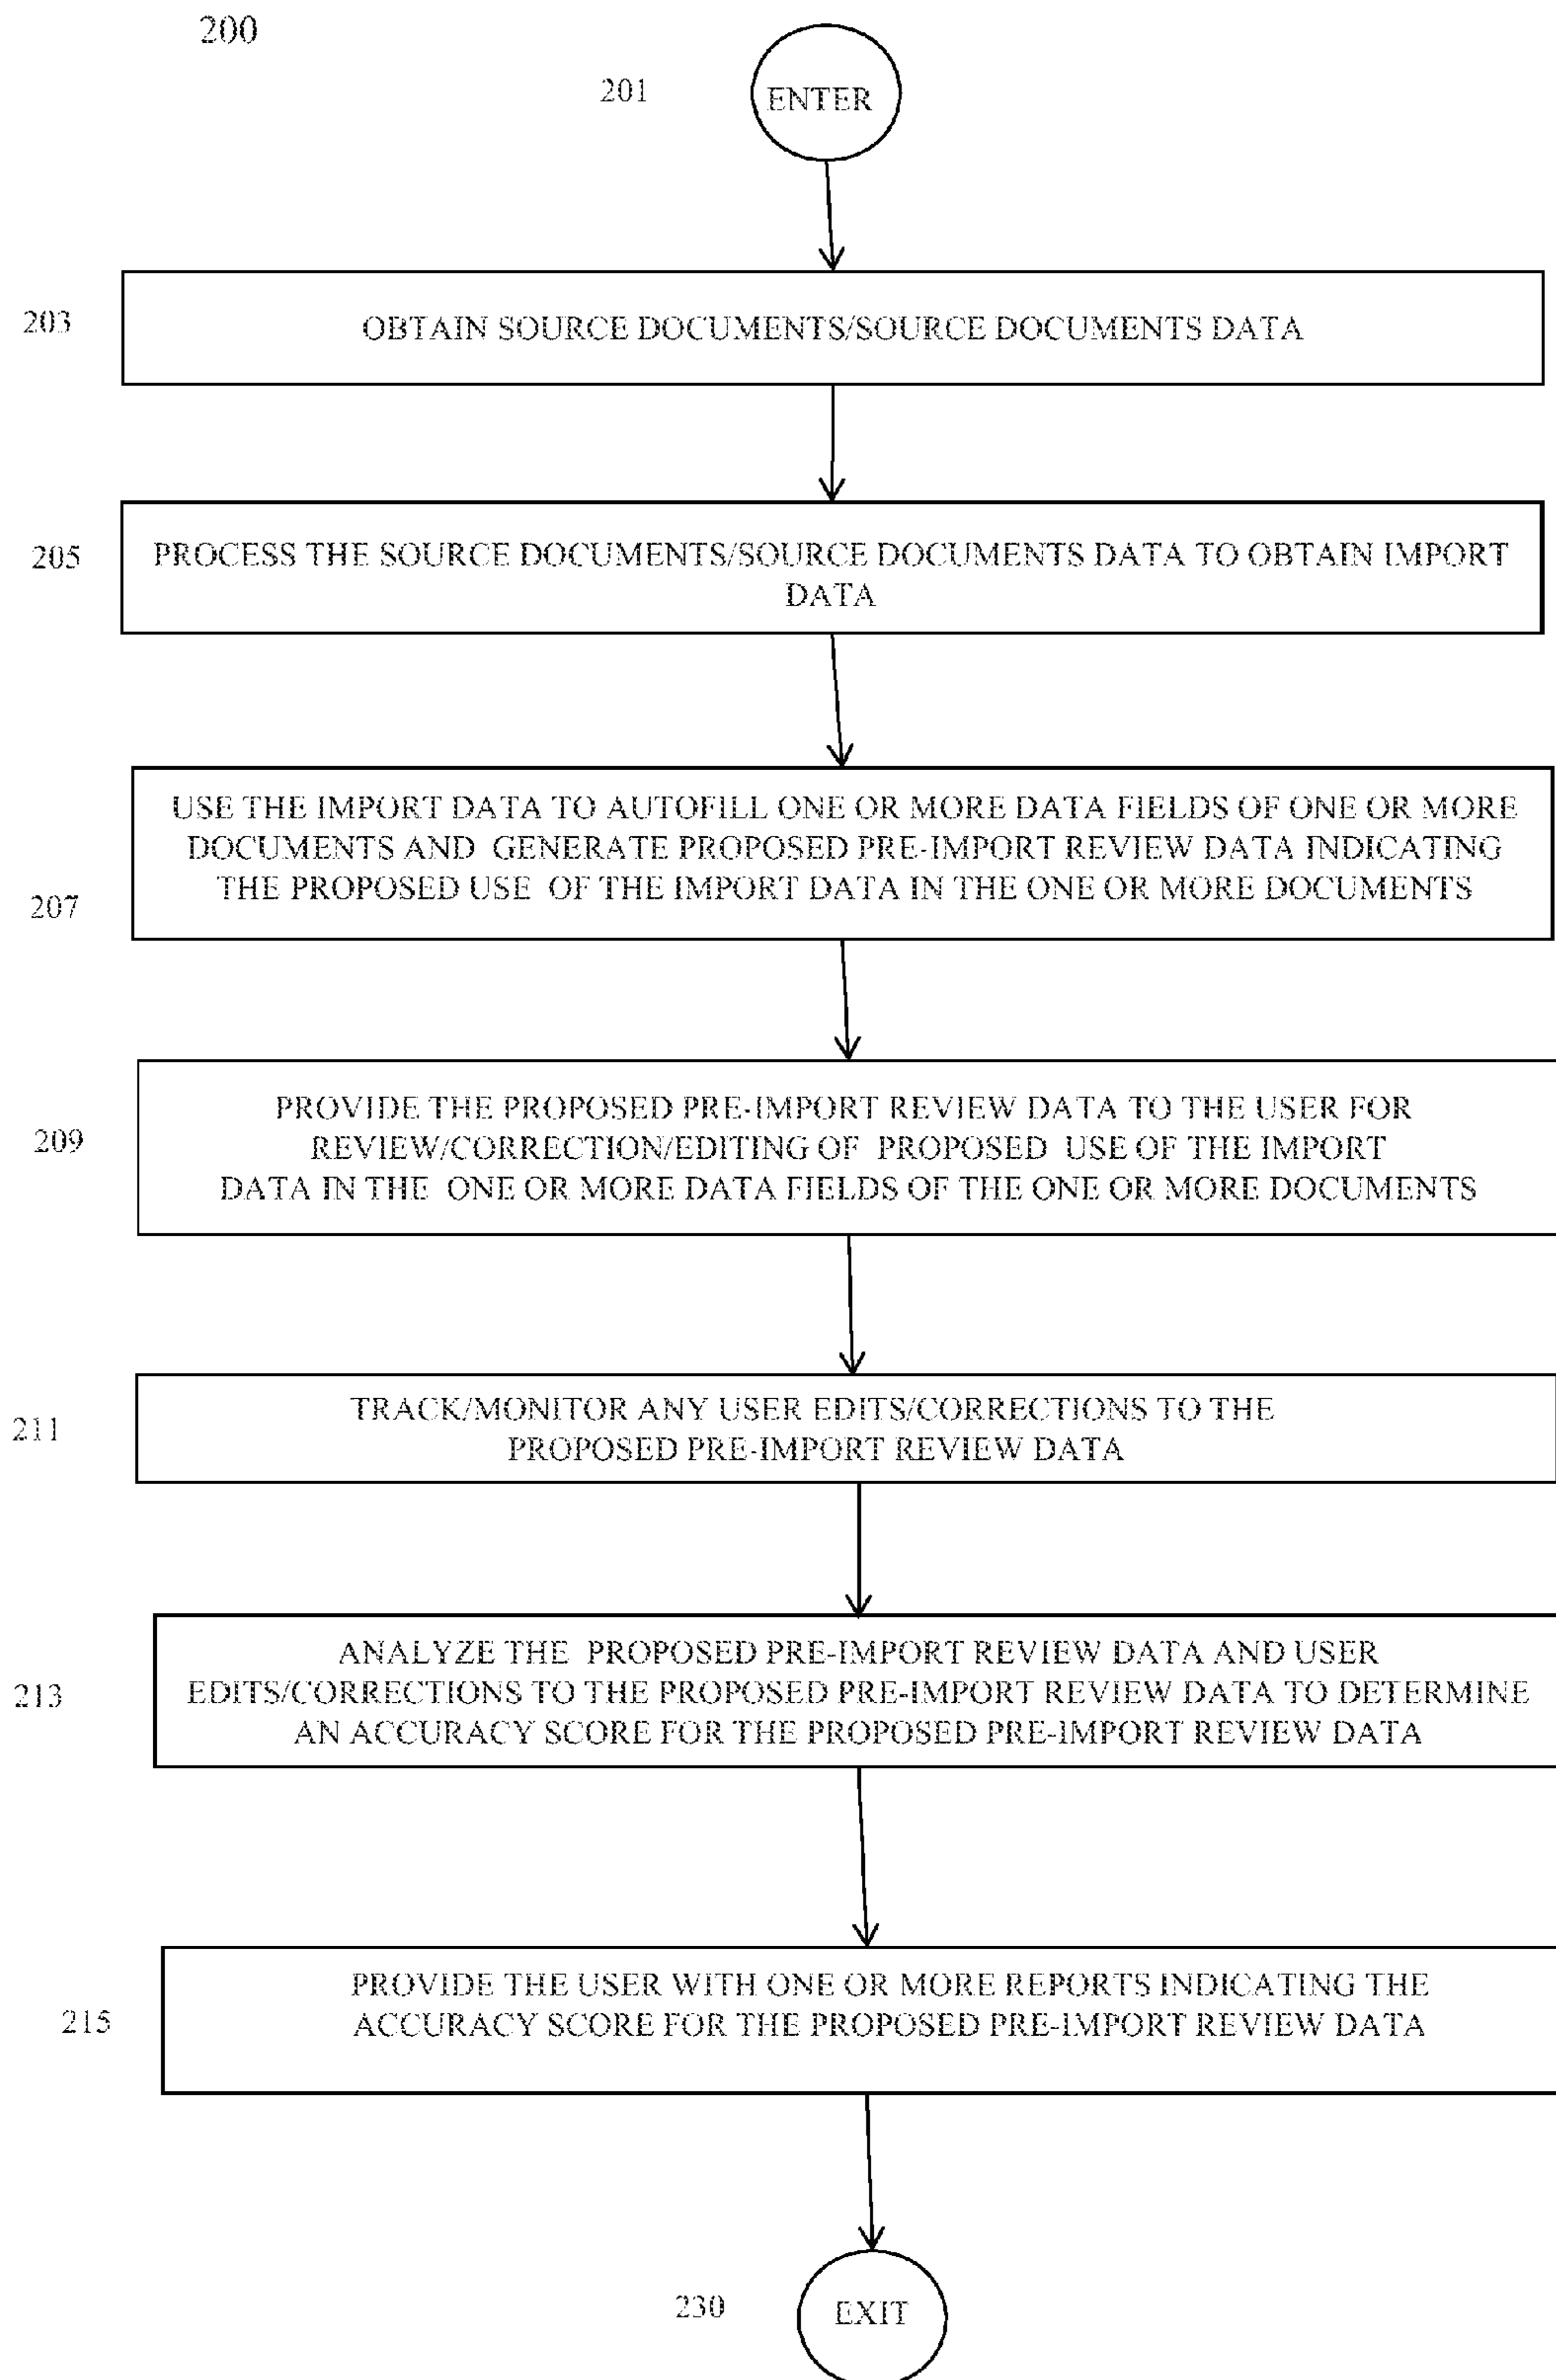 200
201
ENTER
203
OBTAIN SOURCE DOCUMENTS/SOURCE DOCUMENTS DATA
205
PROCESS THE SOURCE DOCUMENTS/SOURCE DOCUMENTS DATA TO OBTAIN IMPORT
DATA
207
USE THE IMPORT DATA TO AUTOFILL ONE OR MORE DATA FIELDS OF ONE OR MORE
DOCUMENTS AND GENERATE PROPOSED PRE-IMPORT REVIEW DATA INDICATING
THE PROPOSED USE OF THE IMPORT DATA IN THE ONE OR MORE DOCUMENTS
209
PROVIDE THE PROPOSED PRE-IMPORT REVIEW DATA TO THE USER FOR
REVIEW/CORRECTION/EDITING OF PROPOSED USE OF THE IMPORT
DATA IN THE ONE OR MORE DATA FIELDS OF THE ONE OR MORE DOCUMENTS
211
TRACK/MONITOR ANY USER EDITS/CORRECTIONS TO THE
PROPOSED PRE-IMPORT REVIEW DATA
213
ANALYZE THE PROPOSED PRE-IMPORT REVIEW DATA AND USER
EDITS/CORRECTIONS TO THE PROPOSED PRE-IMPORT REVIEW DATA TO DETERMINE
AN ACCURACY SCORE FOR THE PROPOSED PRE-IMPORT REVIEW DATA
215
PROVIDE THE USER WITH ONE OR MORE REPORTS INDICATING THE
ACCURACY SCORE FOR THE PROPOSED PRE-IMPORT REVIEW DATA
230
EXIT